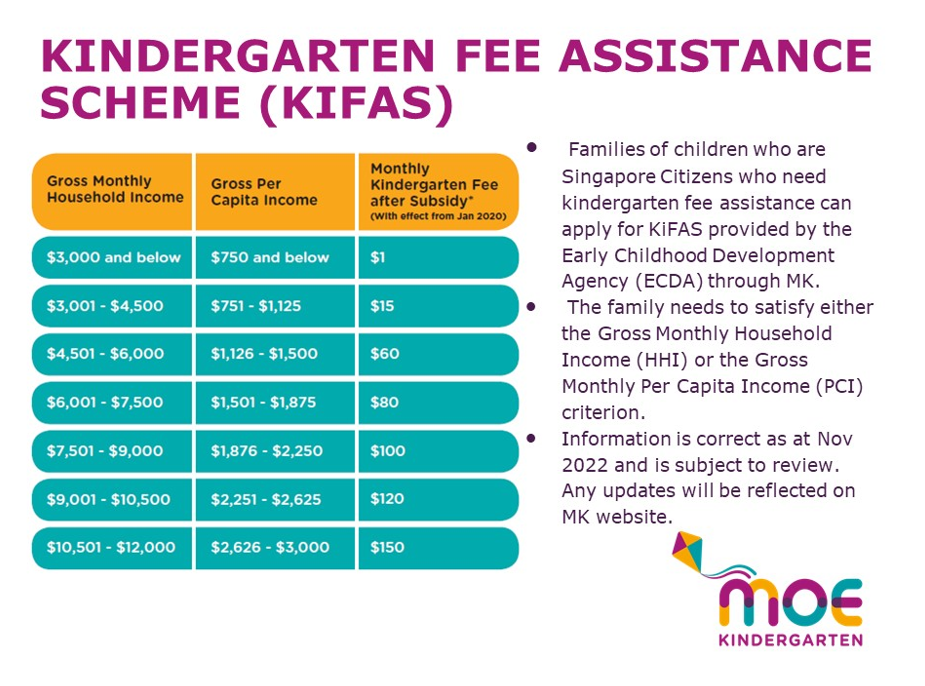 KINDERGARTEN FEE ASSISTANCE
SCHEME (KIFAS)
Gross Monthly
Household Income
Gross Per
Capita Income
Monthly
Kindergarten Fee
after Subsidy*
(With effect from Jan 2020)
$3,000 and below $750 and below $1
$3,001 - $4,500 $751 - $1,125 $15
$4,501 - $6,000 $1,126 - $1,500 $60
$6,001 - $7,500 $1,501 - $1,875 $80
$7,501 - $9,000 $1,876 - $2,250 $100
$9,001 - $10,500 $2,251 - $2,625 $120
$10,501 - $12,000 $2,626 - $3,000 $150
• Families of children who are
Singapore Citizens who need
kindergarten fee assistance can
apply for KiFAS provided by the
Early Childhood Development
Agency (ECDA) through MK.
• The family needs to satisfy either
the Gross Monthly Household
Income (HHI) or the Gross
Monthly Per Capita Income (PCI)
criterion.
• Information is correct as at Nov
2022 and is subject to review.
Any updates will be reflected on
MK website.
moe
KINDERGARTEN